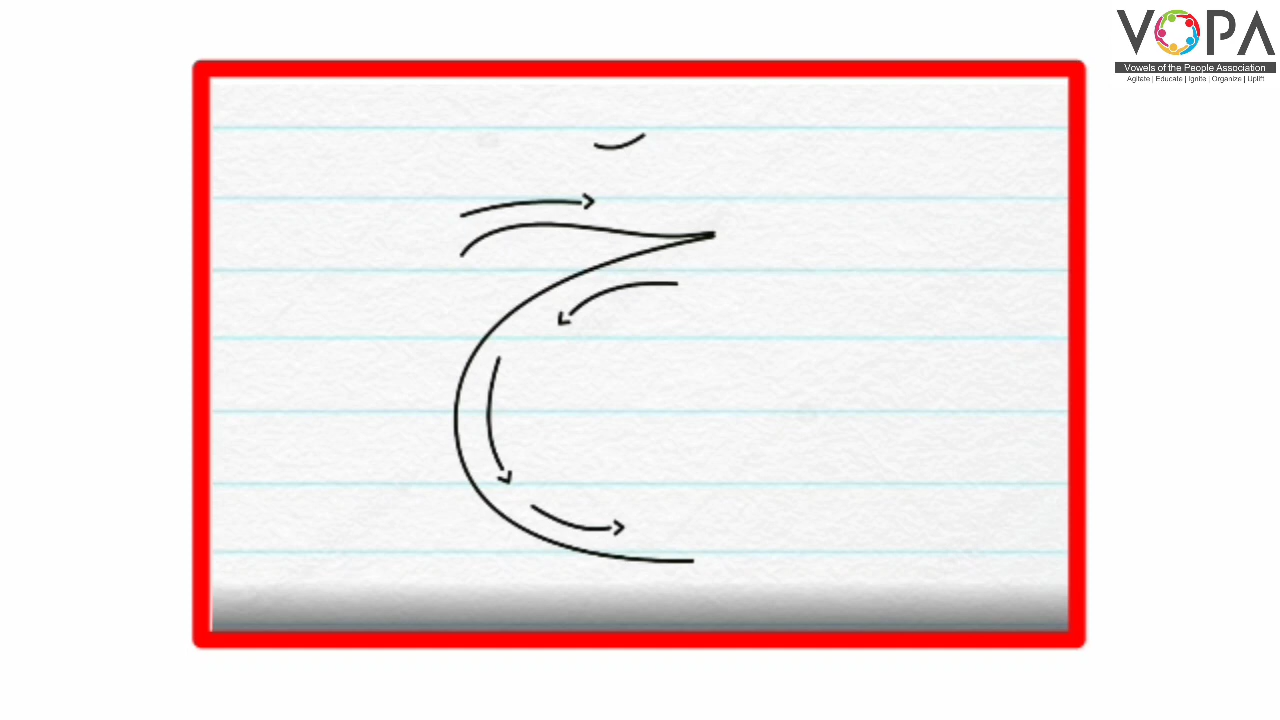 VOPA
Vowels of the People Association
Agitate | Educate | Ignite | Organize | Uplift
خ